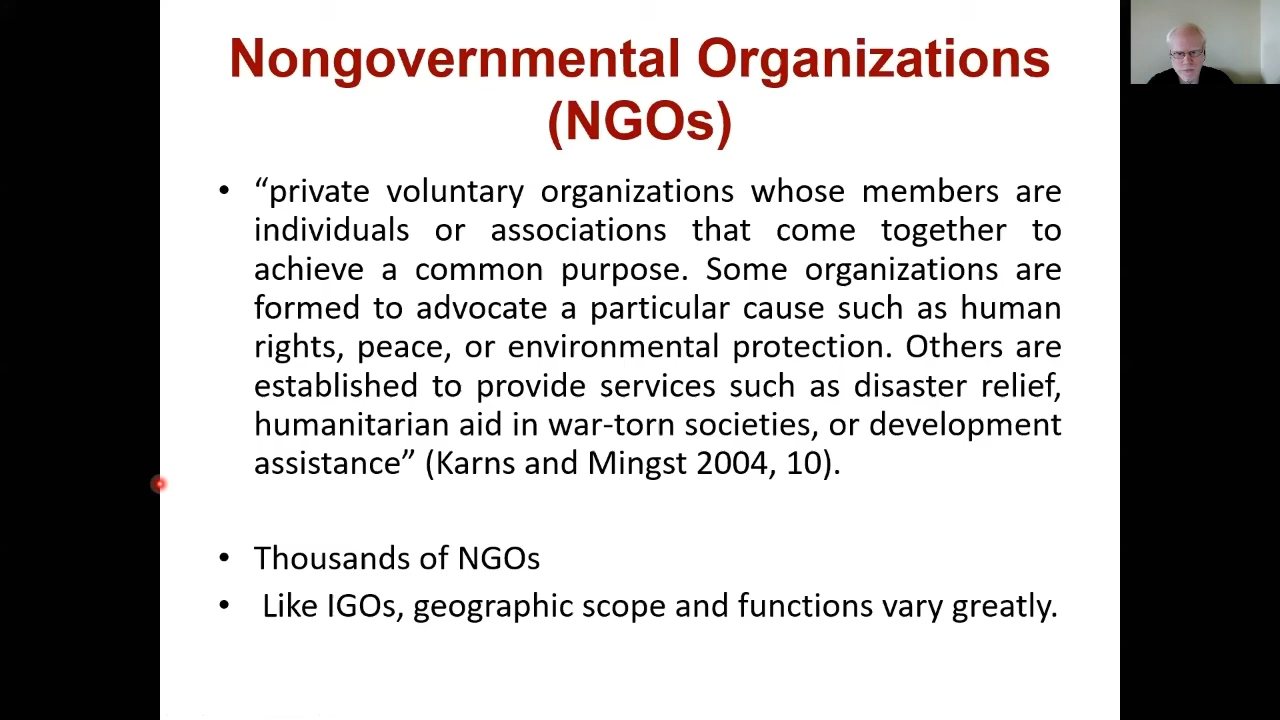 Nongovernmental Organizations
(NGOs)
• “private voluntary organizations whose members are
individuals or associations that come together to
achieve a common purpose. Some organizations are
formed to advocate a particular cause such as human
rights, peace, or environmental protection. Others are
established to provide services such as disaster relief,
humanitarian aid in war-torn societies, or development
assistance” (Karns and Mingst 2004, 10).
• Thousands of NGOs
• Like IGOs, geographic scope and functions vary greatly.